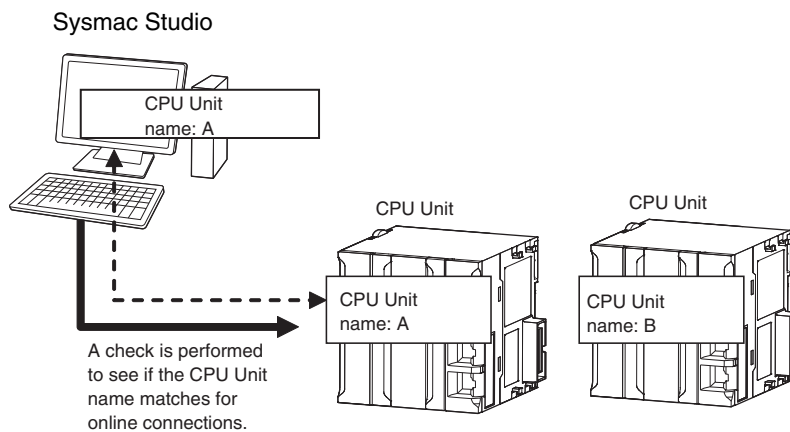 Sysmac Studio
CPU Unit
name: A
CPU Unit
CPU Unit
name: A
CPU Unit
CPU Unit
name: B
A check is performed
to see if the CPU Unit
name matches for
online connections.